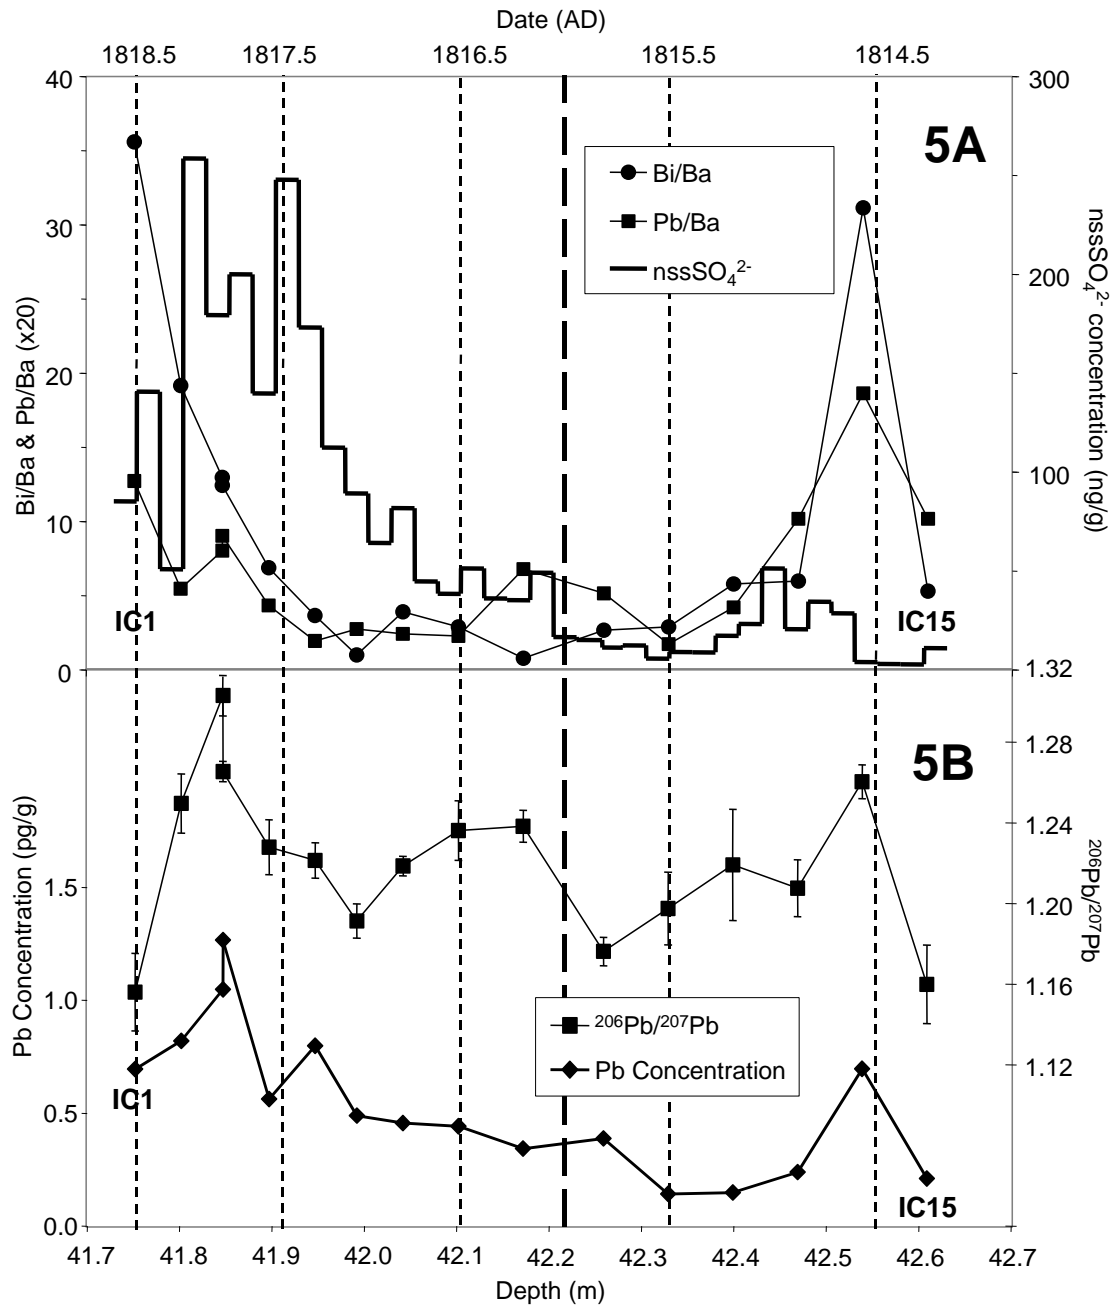 Date (AD)
1818.5 1817.5 1816.5 1815.5 1814.5
40
30
20
10
0
Bi/Ba & Pb/Ba (x20)
300
200
100
nssSO₄²⁻ concentration (ng/g)
5A
Bi/Ba
Pb/Ba
nssSO₄²⁻
IC1
IC15
1.32
1.28
1.24
1.20
1.16
1.12
²⁰⁶Pb/²⁰⁷Pb
5B
1.5
1.0
0.5
0.0
Pb Concentration (pg/g)
²⁰⁶Pb/²⁰⁷Pb
Pb Concentration
IC1
IC15
41.7 41.8 41.9 42.0 42.1 42.2 42.3 42.4 42.5 42.6 42.7
Depth (m)